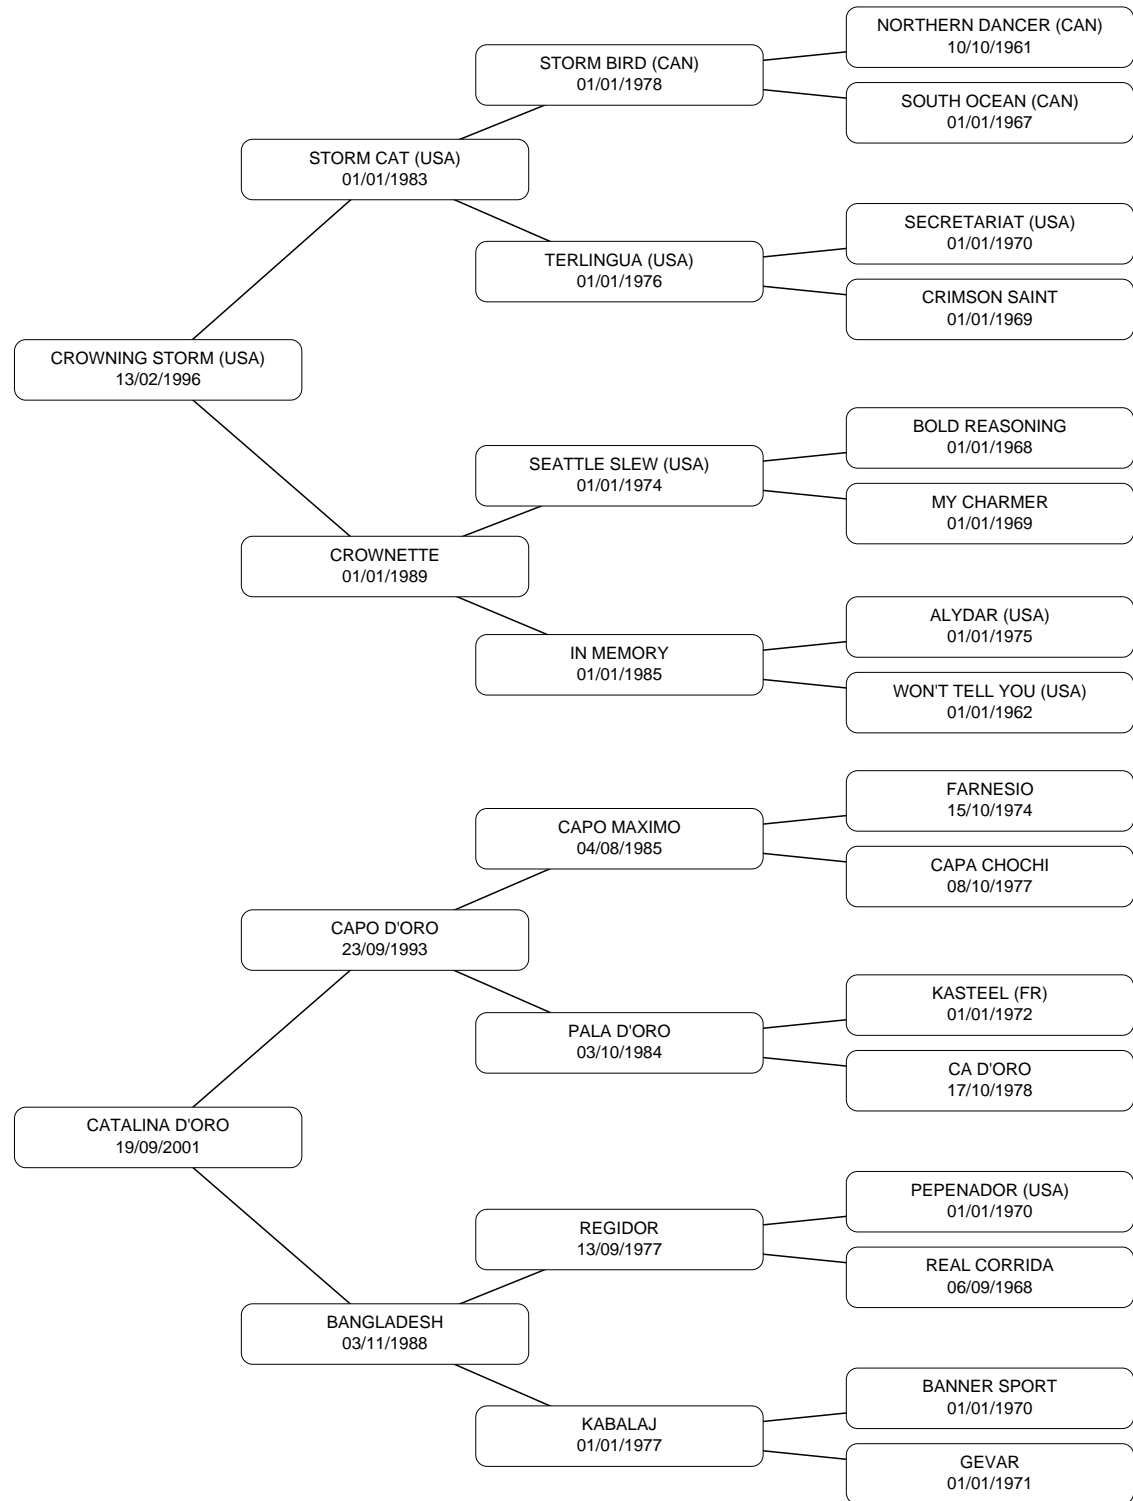 NORTHERN DANCER (CAN)
10/10/1961
STORM BIRD (CAN)
01/01/1978
SOUTH OCEAN (CAN)
01/01/1967
STORM CAT (USA)
01/01/1983
SECRETARIAT (USA)
01/01/1970
TERLINGUA (USA)
01/01/1976
CRIMSON SAINT
01/01/1969
CROWNING STORM (USA)
13/02/1996
BOLD REASONING
01/01/1968
SEATTLE SLEW (USA)
01/01/1974
MY CHARMER
01/01/1969
CROWNETTE
01/01/1989
ALYDAR (USA)
01/01/1975
IN MEMORY
01/01/1985
WON'T TELL YOU (USA)
01/01/1962
FARNESIO
15/10/1974
CAPO MAXIMO
04/08/1985
CAPA CHOCHI
08/10/1977
CAPO D'ORO
23/09/1993
KASTEEL (FR)
01/01/1972
PALA D'ORO
03/10/1984
CA D'ORO
17/10/1978
CATALINA D'ORO
19/09/2001
PEPENADOR (USA)
01/01/1970
REGIDOR
13/09/1977
REAL CORRIDA
06/09/1968
BANGLADESH
03/11/1988
BANNER SPORT
01/01/1970
KABALAJ
01/01/1977
GEVAR
01/01/1971